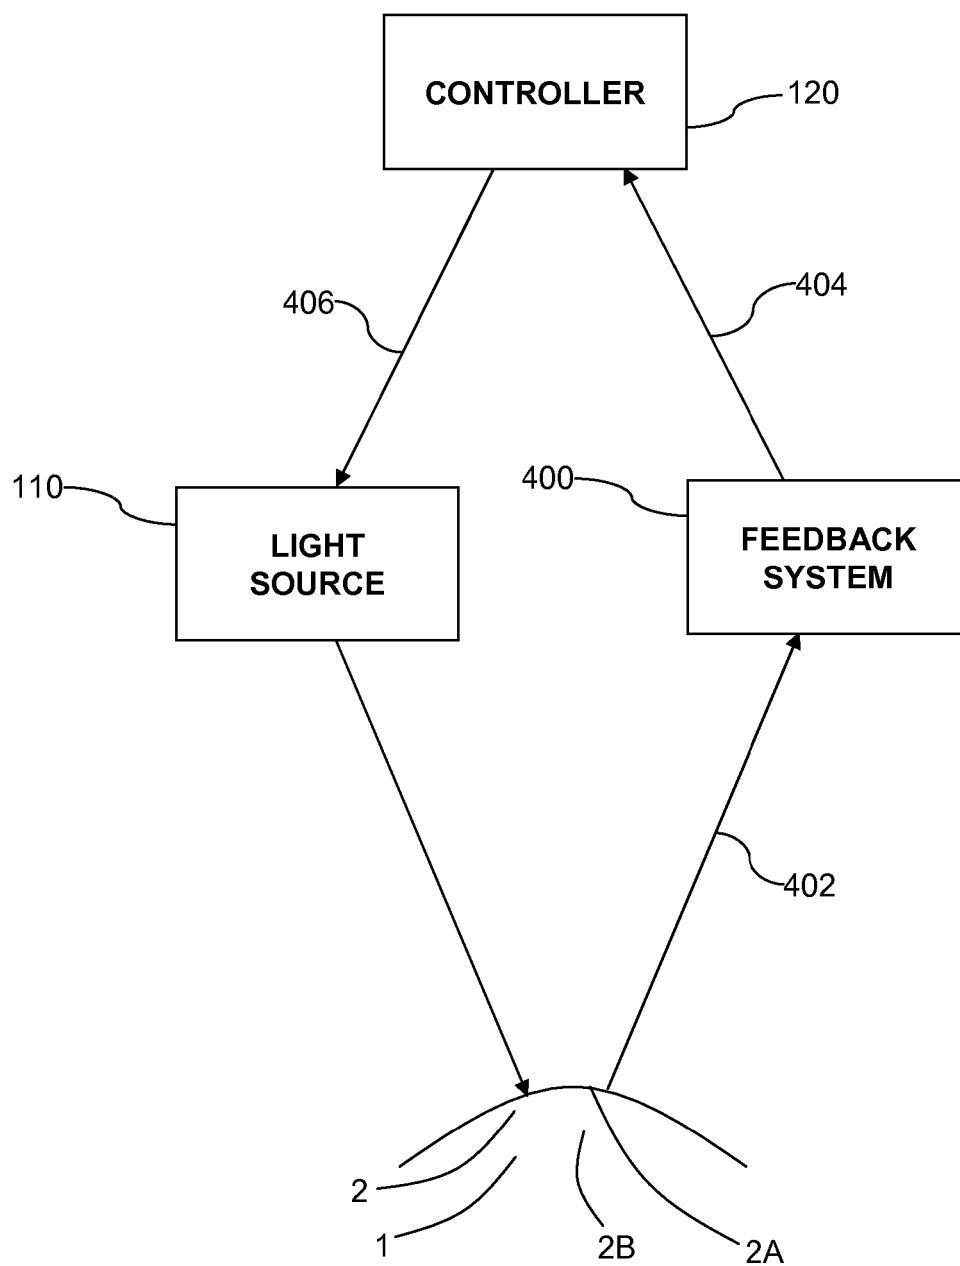 CONTROLLER
120
406
404
110
400
LIGHT
SOURCE
FEEDBACK
SYSTEM
402
2
1
2B
2A